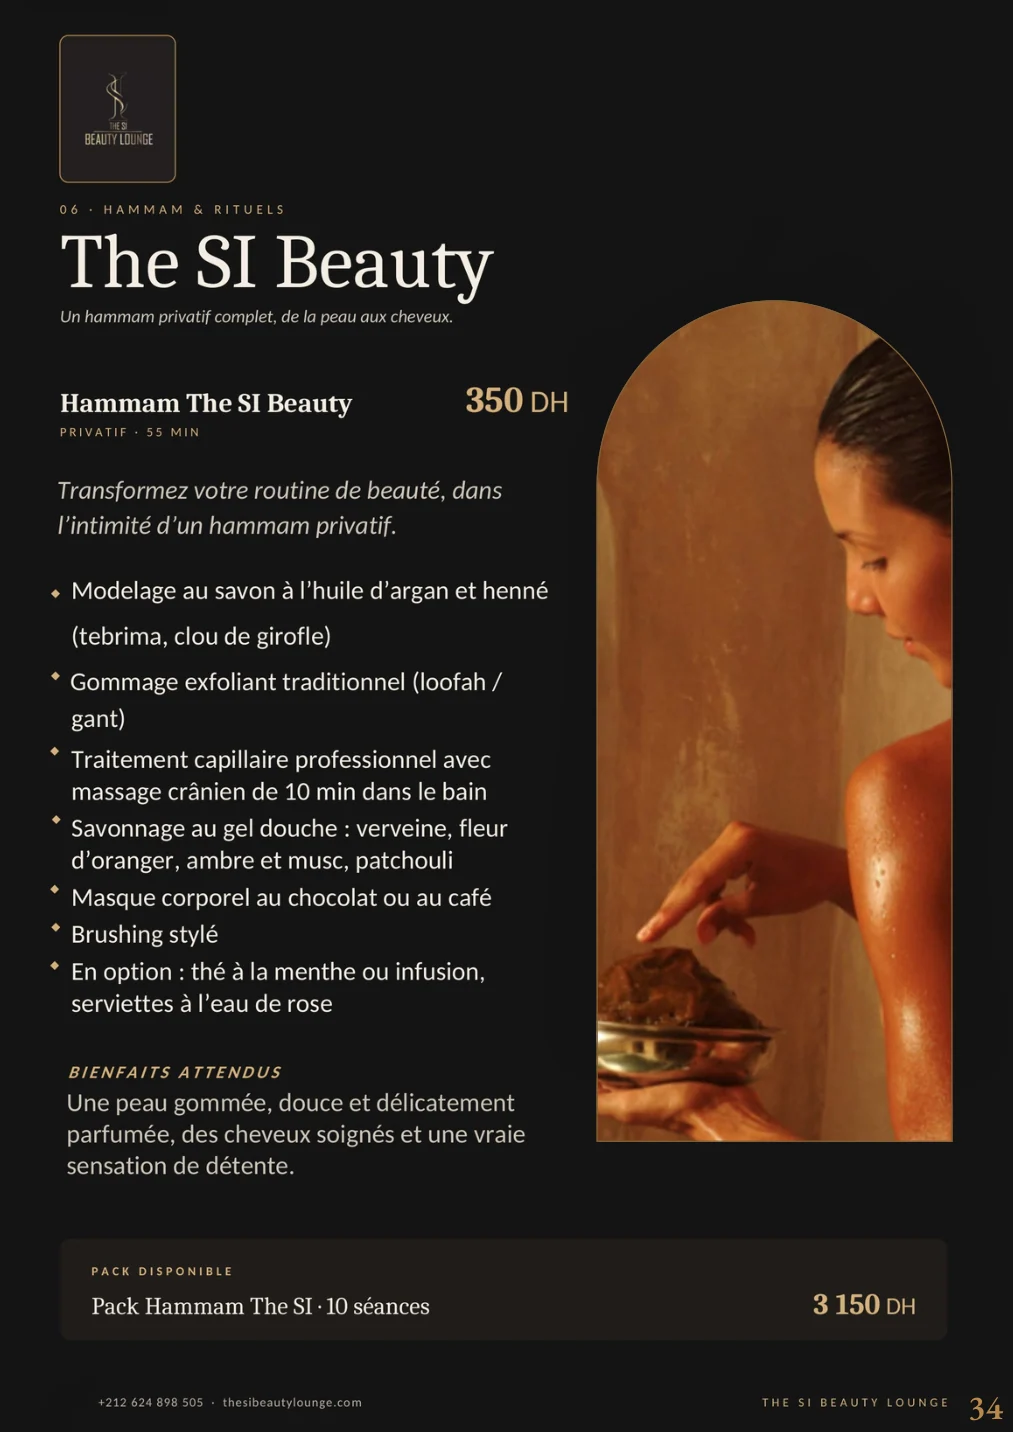 THE SI
BEAUTY LOUNGE
06 · HAMMAM & RITUELS
The SI Beauty
Un hammam privatif complet, de la peau aux cheveux.
Hammam The SI Beauty 350 DH
PRIVATIF · 55 MIN
Transformez votre routine de beauté, dans
l’intimité d’un hammam privatif.
Modelage au savon à l’huile d’argan et henné
(tebrima, clou de girofle)
Gommage exfoliant traditionnel (loofah /
gant)
Traitement capillaire professionnel avec
massage crânien de 10 min dans le bain
Savonnage au gel douche : verveine, fleur
d’oranger, ambre et musc, patchouli
Masque corporel au chocolat ou au café
Brushing stylé
En option : thé à la menthe ou infusion,
serviettes à l’eau de rose
BIENFAITS ATTENDUS
Une peau gommée, douce et délicatement
parfumée, des cheveux soignés et une vraie
sensation de détente.
PACK DISPONIBLE
Pack Hammam The SI · 10 séances 3 150 DH
+212 624 898 505 · thesibeautylounge.com THE SI BEAUTY LOUNGE 34